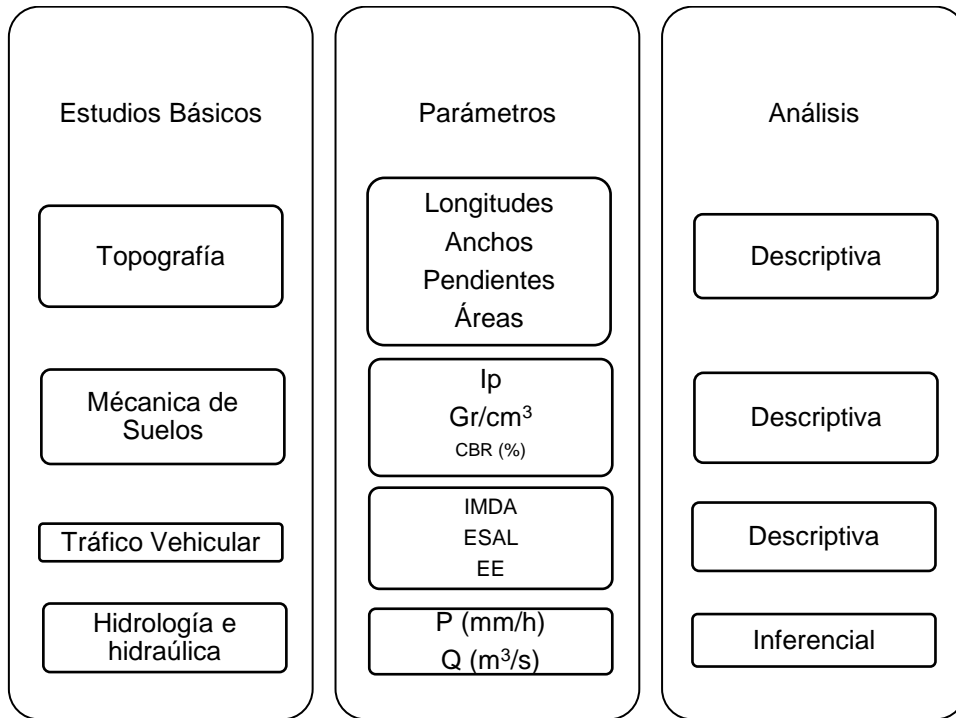 Estudios Básicos
Topografía
Mécanica de
Suelos
Tráfico Vehicular
Hidrología e
hidraúlica
Parámetros
Longitudes
Anchos
Pendientes
Áreas
Ip
Gr/cm³
CBR (%)
IMDA
ESAL
EE
P (mm/h)
Q (m³/s)
Análisis
Descriptiva
Descriptiva
Descriptiva
Inferencial